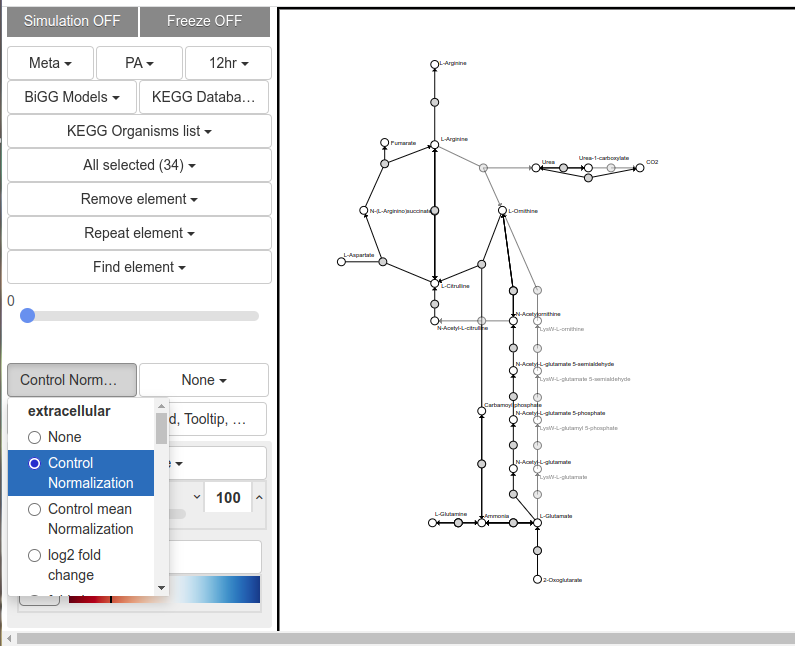 Simulation OFF
Freeze OFF
Meta
PA
12hr
BiGG Models
KEGG Databa…
KEGG Organisms list
All selected (34)
Remove element
Repeat element
Find element
0
Control Norm…
None
extracellular
None
Control
Normalization
Control mean
Normalization
log2 fold
change
d, Tooltip, …
100
L-Arginine
L-Arginine
Fumarate
Urea
Urea-1-carboxylate
CO2
N-(L-Arginino)succinate
L-Ornithine
L-Aspartate
L-Citrulline
N-Acetyl-L-citrulline
N-Acetylornithine
LysW-L-ornithine
N-Acetyl-L-glutamate 5-semialdehyde
LysW-L-glutamate 5-semialdehyde
Carbamoyl phosphate
N-Acetyl-L-glutamate 5-phosphate
LysW-L-glutamyl 5-phosphate
N-Acetyl-L-glutamate
LysW-L-glutamate
L-Glutamine
Ammonia
L-Glutamate
2-Oxoglutarate